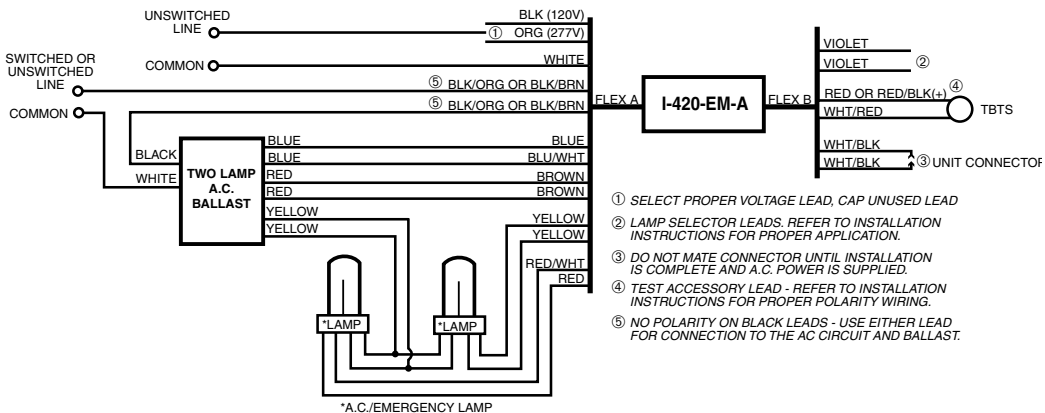 UNSWITCHED
LINE
BLK (120V)
① ORG (277V)
COMMON
WHITE
SWITCHED OR
UNSWITCHED
LINE
⑤ BLK/ORG OR BLK/BRN
COMMON
⑤ BLK/ORG OR BLK/BRN
FLEX A
I-420-EM-A
FLEX B
VIOLET
VIOLET
②
RED OR RED/BLK(+)
④
WHT/RED
TBTS
WHT/BLK
WHT/BLK
③ UNIT CONNECTOR
BLACK
WHITE
TWO LAMP
A.C.
BALLAST
BLUE
BLUE
RED
RED
YELLOW
YELLOW
BLUE
BLU/WHT
BROWN
BROWN
YELLOW
YELLOW
RED/WHT
RED
*LAMP
*LAMP
*A.C./EMERGENCY LAMP
① SELECT PROPER VOLTAGE LEAD, CAP UNUSED LEAD
② LAMP SELECTOR LEADS. REFER TO INSTALLATION
INSTRUCTIONS FOR PROPER APPLICATION.
③ DO NOT MATE CONNECTOR UNTIL INSTALLATION
IS COMPLETE AND A.C. POWER IS SUPPLIED.
④ TEST ACCESSORY LEAD - REFER TO INSTALLATION
INSTRUCTIONS FOR PROPER POLARITY WIRING.
⑤ NO POLARITY ON BLACK LEADS - USE EITHER LEAD
FOR CONNECTION TO THE AC CIRCUIT AND BALLAST.